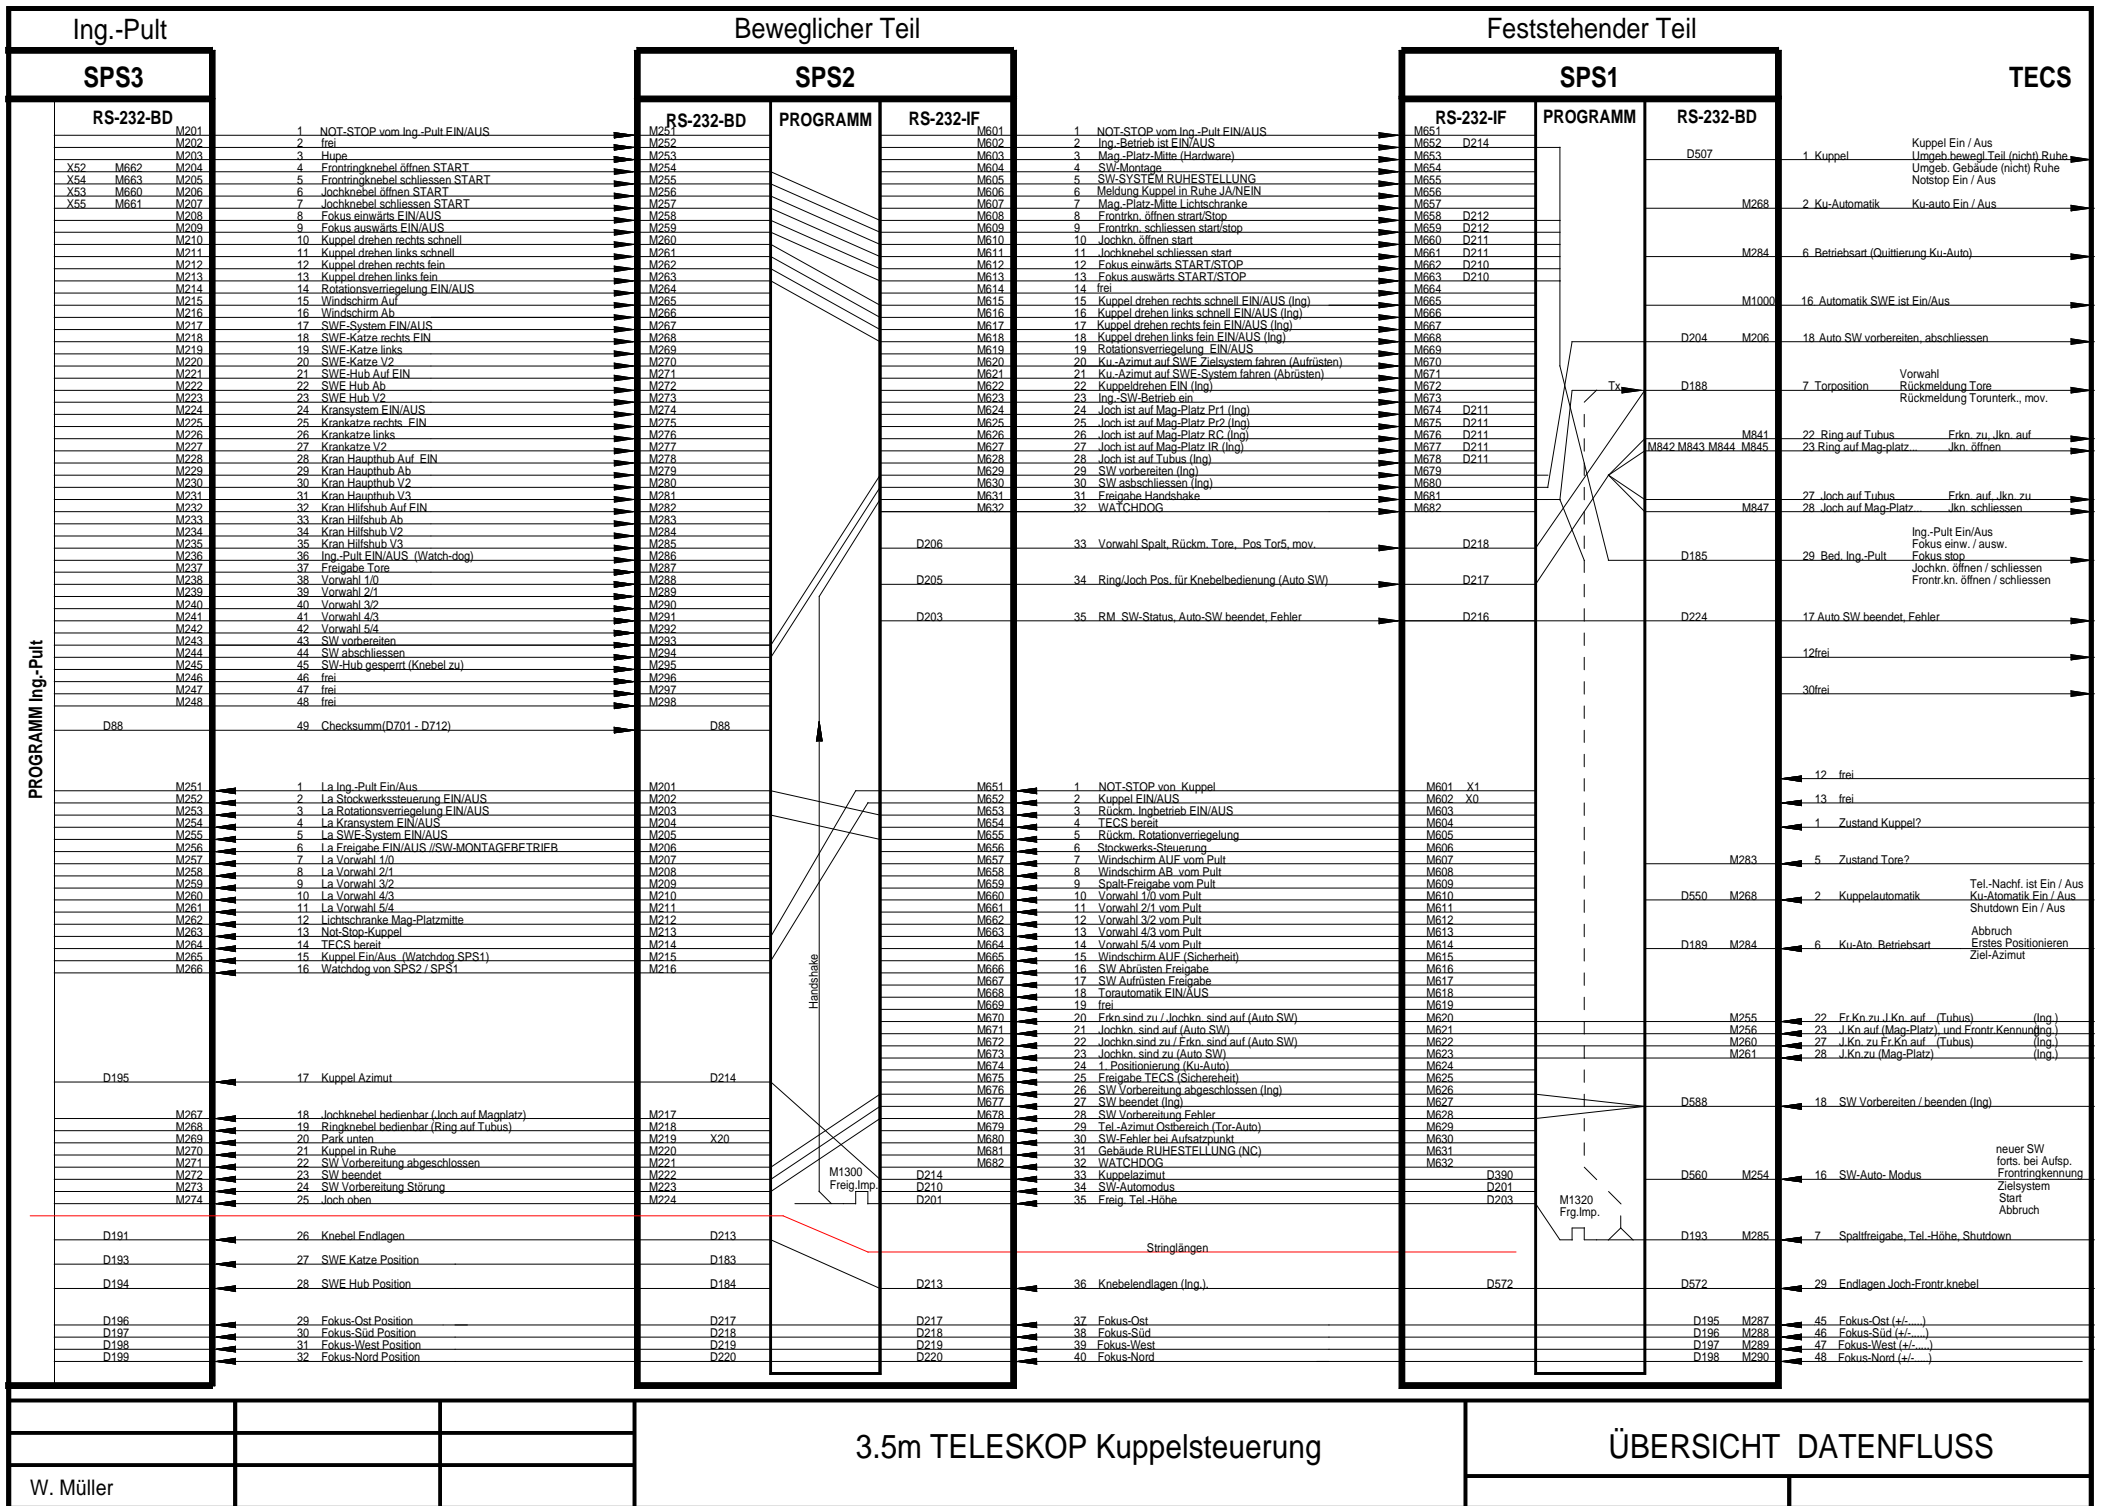 Ing.-Pult
Beweglicher Teil
Feststehender Teil
SPS3
SPS2
SPS1
TECS
RS-232-BD
RS-232-BD
PROGRAMM
RS-232-IF
RS-232-IF
PROGRAMM
RS-232-BD
PROGRAMM Ing.-Pult
M201 1 NOT-STOP vom Ing.-Pult EIN/AUS M251
M202 2 frei M252
M203 3 Hupe M253
X52 M662 M204 4 Frontringknebel öffnen START M254
X54 M663 M205 5 Frontringknebel schliessen START M255
X53 M660 M206 6 Jochknebel öffnen START M256
X55 M661 M207 7 Jochknebel schliessen START M257
M208 8 Fokus einwärts EIN/AUS M258
M209 9 Fokus auswärts EIN/AUS M259
M210 10 Kuppel drehen rechts schnell M260
M211 11 Kuppel drehen links schnell M261
M212 12 Kuppel drehen rechts fein M262
M213 13 Kuppel drehen links fein M263
M214 14 Rotationsverriegelung EIN/AUS M264
M215 15 Windschirm Auf M265
M216 16 Windschirm Ab M266
M217 17 SWE-System EIN/AUS M267
M218 18 SWE-Katze rechts EIN M268
M219 19 SWE-Katze links M269
M220 20 SWE-Katze V2 M270
M221 21 SWE-Hub Auf EIN M271
M222 22 SWE Hub Ab M272
M223 23 SWE Hub V2 M273
M224 24 Kransystem EIN/AUS M274
M225 25 Krankatze rechts EIN M275
M226 26 Krankatze links M276
M227 27 Krankatze V2 M277
M228 28 Kran Haupthub Auf EIN M278
M229 29 Kran Haupthub Ab M279
M230 30 Kran Haupthub V2 M280
M231 31 Kran Haupthub V3 M281
M232 32 Kran Hlifshub Auf EIN M282
M233 33 Kran Hilfshub Ab M283
M234 34 Kran Hilfshub V2 M284
M235 35 Kran Hilfshub V3 M285
M236 36 Ing.-Pult EIN/AUS (Watch-dog) M286
M237 37 Freigabe Tore M287
M238 38 Vorwahl 1/0 M288
M239 39 Vorwahl 2/1 M289
M240 40 Vorwahl 3/2 M290
M241 41 Vorwahl 4/3 M291
M242 42 Vorwahl 5/4 M292
M243 43 SW vorbereiten M293
M244 44 SW abschliessen M294
M245 45 SW-Hub gesperrt (Knebel zu) M295
M246 46 frei M296
M247 47 frei M297
M248 48 frei M298
D88 49 Checksumm(D701 - D712) D88
M251 1 La Ing.-Pult Ein/Aus M201
M252 2 La Stockwerkssteuerung EIN/AUS M202
M253 3 La Rotationsverriegelung EIN/AUS M203
M254 4 La Kransystem EIN/AUS M204
M255 5 La SWE-System EIN/AUS M205
M256 6 La Freigabe EIN/AUS //SW-MONTAGEBETRIEB M206
M257 7 La Vorwahl 1/0 M207
M258 8 La Vorwahl 2/1 M208
M259 9 La Vorwahl 3/2 M209
M260 10 La Vorwahl 4/3 M210
M261 11 La Vorwahl 5/4 M211
M262 12 Lichtschranke Mag-Platzmitte M212
M263 13 Not-Stop-Kuppel M213
M264 14 TECS bereit M214
M265 15 Kuppel Ein/Aus (Watchdog SPS1) M215
M266 16 Watchdog von SPS2 / SPS1 M216
D195 17 Kuppel Azimut D214
M267 18 Jochknebel bedienbar (Joch auf Magplatz) M217
M268 19 Ringknebel bedienbar (Ring auf Tubus) M218
M269 20 Park unten M219 X20
M270 21 Kuppel in Ruhe M220
M271 22 SW Vorbereitung abgeschlossen M221
M272 23 SW beendet M222
M273 24 SW Vorbereitung Störung M223
M274 25 Joch oben M224
D191 26 Knebel Endlagen D213
D193 27 SWE Katze Position D183
D194 28 SWE Hub Position D184
D196 29 Fokus-Ost Position D217
D197 30 Fokus-Süd Position D218
D198 31 Fokus-West Position D219
D199 32 Fokus-Nord Position D220
Handshake
M1300
Freig.Imp.
M601 1 NOT-STOP vom Ing.-Pult EIN/AUS M651
M602 2 Ing.-Betrieb ist EIN/AUS M652 D214
M603 3 Mag.-Platz-Mitte (Hardware) M653
M604 4 SW-Montage M654
M605 5 SW-SYSTEM RUHESTELLUNG M655
M606 6 Meldung Kuppel in Ruhe JA/NEIN M656
M607 7 Mag.-Platz-Mitte Lichtschranke M657
M608 8 Frontrkn. öffnen strart/Stop M658 D212
M609 9 Frontrkn. schliessen start/stop M659 D212
M610 10 Jochkn. öffnen start M660 D211
M611 11 Jochknebel schliessen start M661 D211
M612 12 Fokus einwärts START/STOP M662 D210
M613 13 Fokus auswärts START/STOP M663 D210
M614 14 frei M664
M615 15 Kuppel drehen rechts schnell EIN/AUS (Ing) M665
M616 16 Kuppel drehen links schnell EIN/AUS (Ing) M666
M617 17 Kuppel drehen rechts fein EIN/AUS (Ing) M667
M618 18 Kuppel drehen links fein EIN/AUS (Ing) M668
M619 19 Rotationsverriegelung EIN/AUS M669
M620 20 Ku.-Azimut auf SWE Zielsystem fahren (Aufrüsten) M670
M621 21 Ku.-Azimut auf SWE-System fahren (Abrüsten) M671
M622 22 Kuppeldrehen EIN (Ing) M672
M623 23 Ing.-SW-Betrieb ein M673
M624 24 Joch ist auf Mag-Platz Pr1 (Ing) M674 D211
M625 25 Joch ist auf Mag-Platz Pr2 (Ing) M675 D211
M626 26 Joch ist auf Mag-Platz RC (Ing) M676 D211
M627 27 Joch ist auf Mag-Platz IR (Ing) M677 D211
M628 28 Joch ist auf Tubus (Ing) M678 D211
M629 29 SW vorbereiten (Ing) M679
M630 30 SW asbschliessen (Ing) M680
M631 31 Freigabe Handshake M681
M632 32 WATCHDOG M682
D206 33 Vorwahl Spalt, Rückm. Tore, Pos Tor5, mov. D218
D205 34 Ring/Joch Pos. für Knebelbedienung (Auto SW) D217
D203 35 RM SW-Status, Auto-SW beendet, Fehler D216
M651 1 NOT-STOP von Kuppel M601 X1
M652 2 Kuppel EIN/AUS M602 X0
M653 3 Rückm. Ingbetrieb EIN/AUS M603
M654 4 TECS bereit M604
M655 5 Rückm. Rotationverriegelung M605
M656 6 Stockwerks-Steuerung M606
M657 7 Windschirm AUF vom Pult M607
M658 8 Windschirm AB vom Pult M608
M659 9 Spalt-Freigabe vom Pult M609
M660 10 Vorwahl 1/0 vom Pult M610
M661 11 Vorwahl 2/1 vom Pult M611
M662 12 Vorwahl 3/2 vom Pult M612
M663 13 Vorwahl 4/3 vom Pult M613
M664 14 Vorwahl 5/4 vom Pult M614
M665 15 Windschirm AUF (Sicherheit) M615
M666 16 SW Abrüsten Freigabe M616
M667 17 SW Aufrüsten Freigabe M617
M668 18 Torautomatik EIN/AUS M618
M669 19 frei M619
M670 20 Frkn.sind zu / Jochkn. sind auf (Auto SW) M620
M671 21 Jochkn. sind auf (Auto SW) M621
M672 22 Jochkn.sind zu / Frkn. sind auf (Auto SW) M622
M673 23 Jochkn. sind zu (Auto SW) M623
M674 24 1. Positionierung (Ku-Auto) M624
M675 25 Freigabe TECS (Sichereheit) M625
M676 26 SW Vorbereitung abgeschlossen (Ing) M626
M677 27 SW beendet (Ing) M627
M678 28 SW Vorbereitung Fehler M628
M679 29 Tel.-Azimut Ostbereich (Tor-Auto) M629
M680 30 SW-Fehler bei Aufsatzpunkt M630
M681 31 Gebäude RUHESTELLUNG (NC) M631
M682 32 WATCHDOG M632
D214 33 Kuppelazimut D390
D210 34 SW-Automodus D201
D201 35 Freig. Tel.-Höhe D203
Stringlängen
D213 36 Knebelendlagen (Ing.). D572
D217 37 Fokus-Ost
D218 38 Fokus-Süd
D219 39 Fokus-West
D220 40 Fokus-Nord
Tx
M1320
Frg.Imp.
Kuppel Ein / Aus
D507 1 Kuppel Umgeb.bewegl.Teil (nicht) Ruhe
Umgeb. Gebäude (nicht) Ruhe
Notstop Ein / Aus
M268 2 Ku-Automatik Ku-auto Ein / Aus
M284 6 Betriebsart (Quittierung Ku-Auto)
M1000 16 Automatik SWE ist Ein/Aus
D204 M206 18 Auto SW vorbereiten, abschliessen
Vorwahl
D188 7 Torposition Rückmeldung Tore
Rückmeldung Torunterk., mov.
M841 22 Ring auf Tubus Frkn. zu, Jkn. auf
M842 M843 M844 M845 23 Ring auf Mag-platz... Jkn. öffnen
27 Joch auf Tubus Frkn. auf, Jkn. zu
M847 28 Joch auf Mag-Platz... Jkn. schliessen
Ing.-Pult Ein/Aus
Fokus einw. / ausw.
D185 29 Bed. Ing.-Pult Fokus stop
Jochkn. öffnen / schliessen
Frontr.kn. öffnen / schliessen
D224 17 Auto SW beendet, Fehler
12frei
30frei
12 frei
13 frei
1 Zustand Kuppel?
M283 5 Zustand Tore?
Tel.-Nachf. ist Ein / Aus
D550 M268 2 Kuppelautomatik Ku-Atomatik Ein / Aus
Shutdown Ein / Aus
Abbruch
D189 M284 6 Ku-Ato. Betriebsart Erstes Positionieren
Ziel-Azimut
M255 22 Fr.Kn.zu J.Kn. auf (Tubus) (Ing.)
M256 23 J.Kn auf (Mag-Platz), und Frontr.Kennung(Ing.)
M260 27 J.Kn. zu Fr.Kn auf (Tubus) (Ing.)
M261 28 J.Kn.zu (Mag-Platz) (Ing.)
D588 18 SW Vorbereiten / beenden (Ing)
neuer SW
forts. bei Aufsp.
D560 M254 16 SW-Auto- Modus Frontringkennung
Zielsystem
Start
Abbruch
D193 M285 7 Spaltfreigabe, Tel.-Höhe, Shutdown
D572 29 Endlagen Joch-Frontr.knebel
D195 M287 45 Fokus-Ost (+/-.....)
D196 M288 46 Fokus-Süd (+/-.....)
D197 M289 47 Fokus-West (+/-.....)
D198 M290 48 Fokus-Nord (+/-.....)
3.5m TELESKOP Kuppelsteuerung
ÜBERSICHT DATENFLUSS
W. Müller